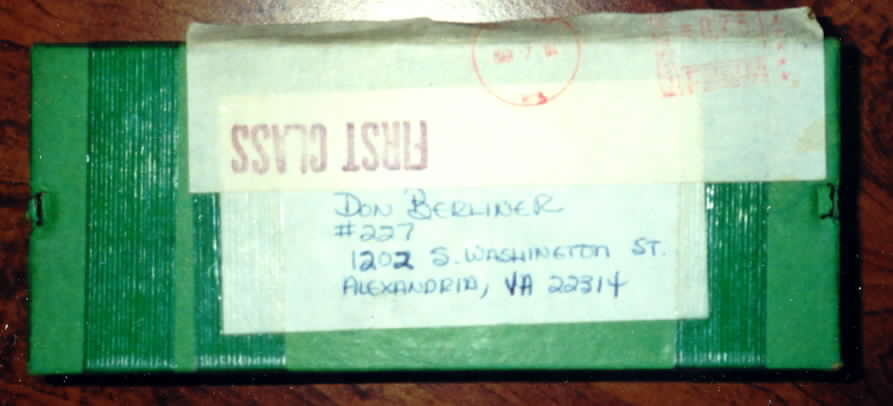 FIRST CLASS
DON BERLINER
#227
1202 S. WASHINGTON ST.
ALEXANDRIA, VA 22314